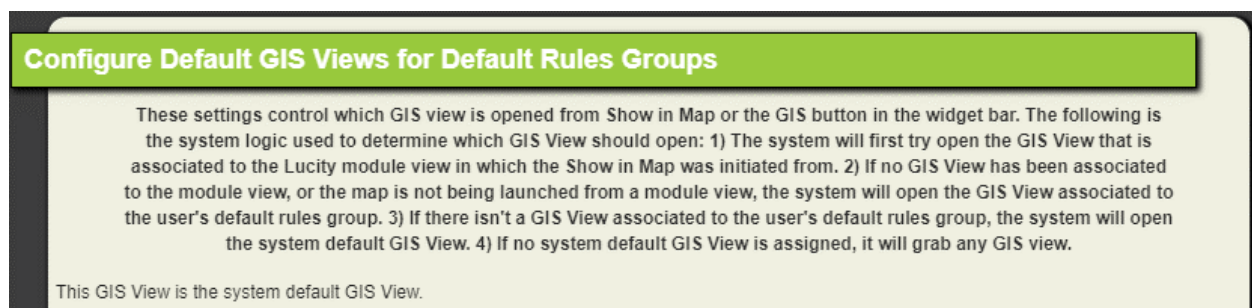 Configure Default GIS Views for Default Rules Groups
These settings control which GIS view is opened from Show in Map or the GIS button in the widget bar. The following is
the system logic used to determine which GIS View should open: 1) The system will first try open the GIS View that is
associated to the Lucity module view in which the Show in Map was initiated from. 2) If no GIS View has been associated
to the module view, or the map is not being launched from a module view, the system will open the GIS View associated to
the user's default rules group. 3) If there isn't a GIS View associated to the user's default rules group, the system will open
the system default GIS View. 4) If no system default GIS View is assigned, it will grab any GIS view.
This GIS View is the system default GIS View.